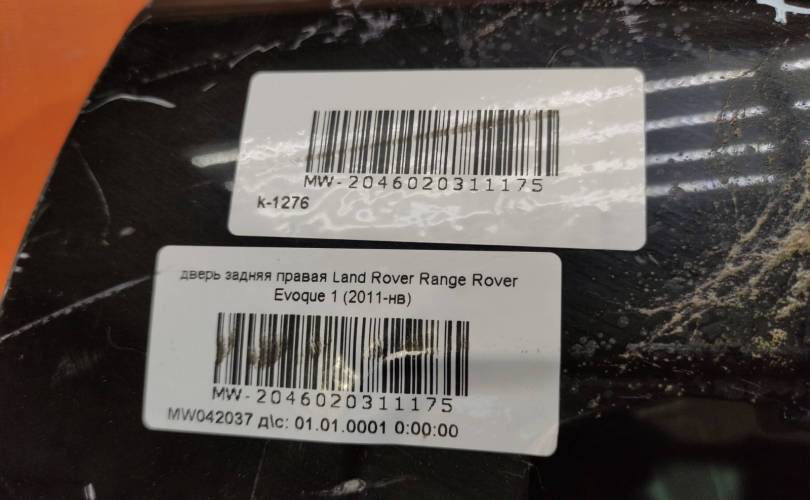 MW-2046020311175
k-1276
дверь задняя правая Land Rover Range Rover
Evoque 1 (2011-нв)
MW-2046020311175
MW042037 д\с: 01.01.0001 0:00:00